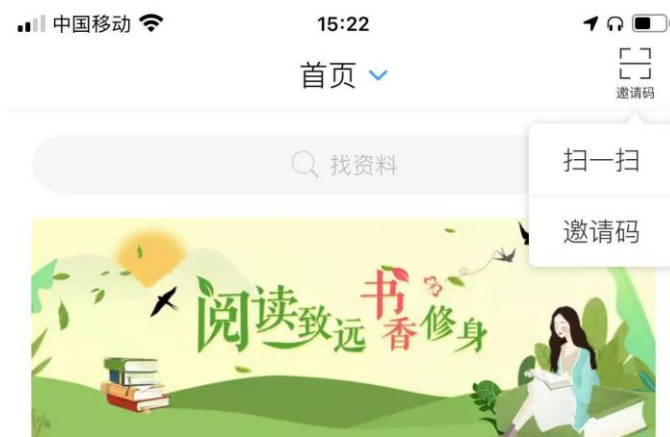 中国移动 15:22
首页
邀请码
找资料
扫一扫
邀请码
阅读致远书香修身